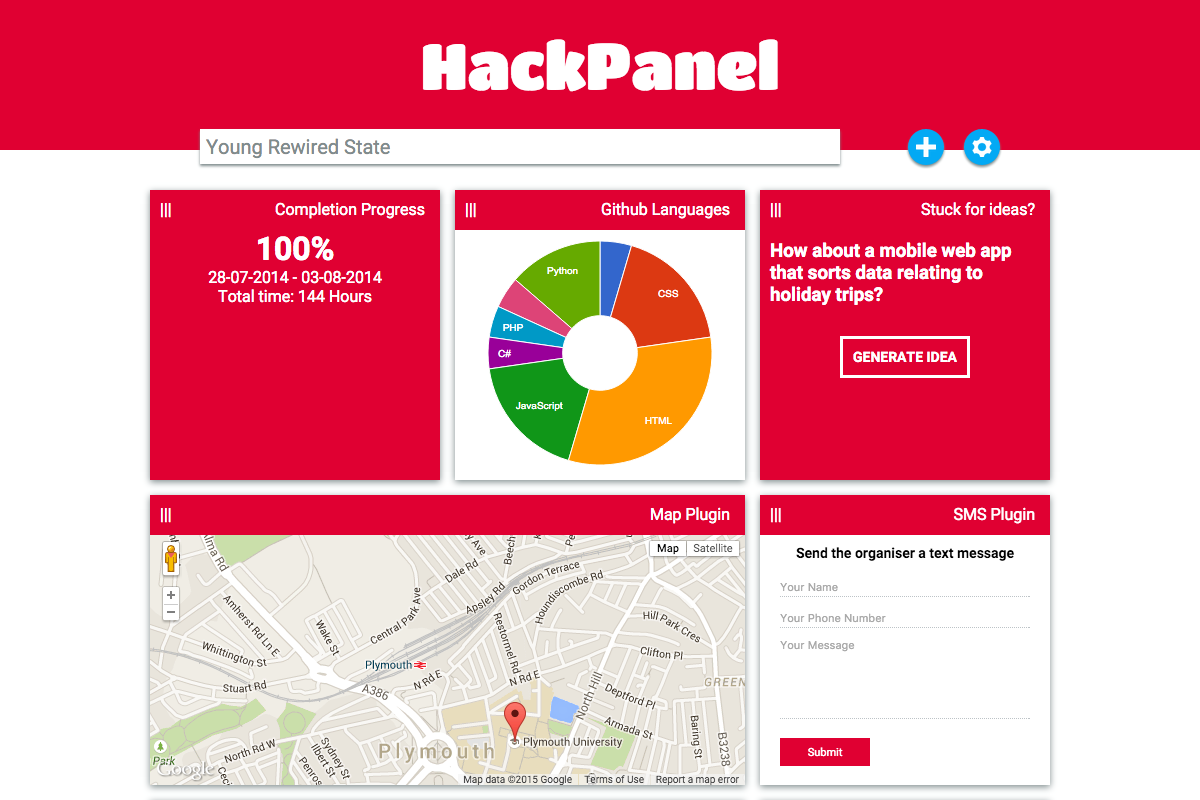 HackPanel
Young Rewired State
Completion Progress
100%
28-07-2014 - 03-08-2014
Total time: 144 Hours
Github Languages
Python
CSS
PHP
C#
JavaScript
HTML
Stuck for ideas?
How about a mobile web app
that sorts data relating to
holiday trips?
GENERATE IDEA
Map Plugin
Map
Satellite
Alma Rd
Dale Rd
Beech
Gordon Terrace
Houndiscombe Rd
Apsley Rd
Central Park Ave
Amherst Rd
Ln E
Wake St
Restormel Rd
Hill Park Cres
Whittington St
Clifton Pl
Plymouth
N Rd E
N Rd E
Stuart Rd
A386
GREEN
North Hill
Deptford Pl
Armada St
Baring St
B3238
Plymouth University
Plymouth
North Rd W
Sydney St
Ilbert St
Penrose St
Ceci
Park
Google
Map data ©2015 Google
Terms of Use
Report a map error
SMS Plugin
Send the organiser a text message
Your Name
Your Phone Number
Your Message
Submit